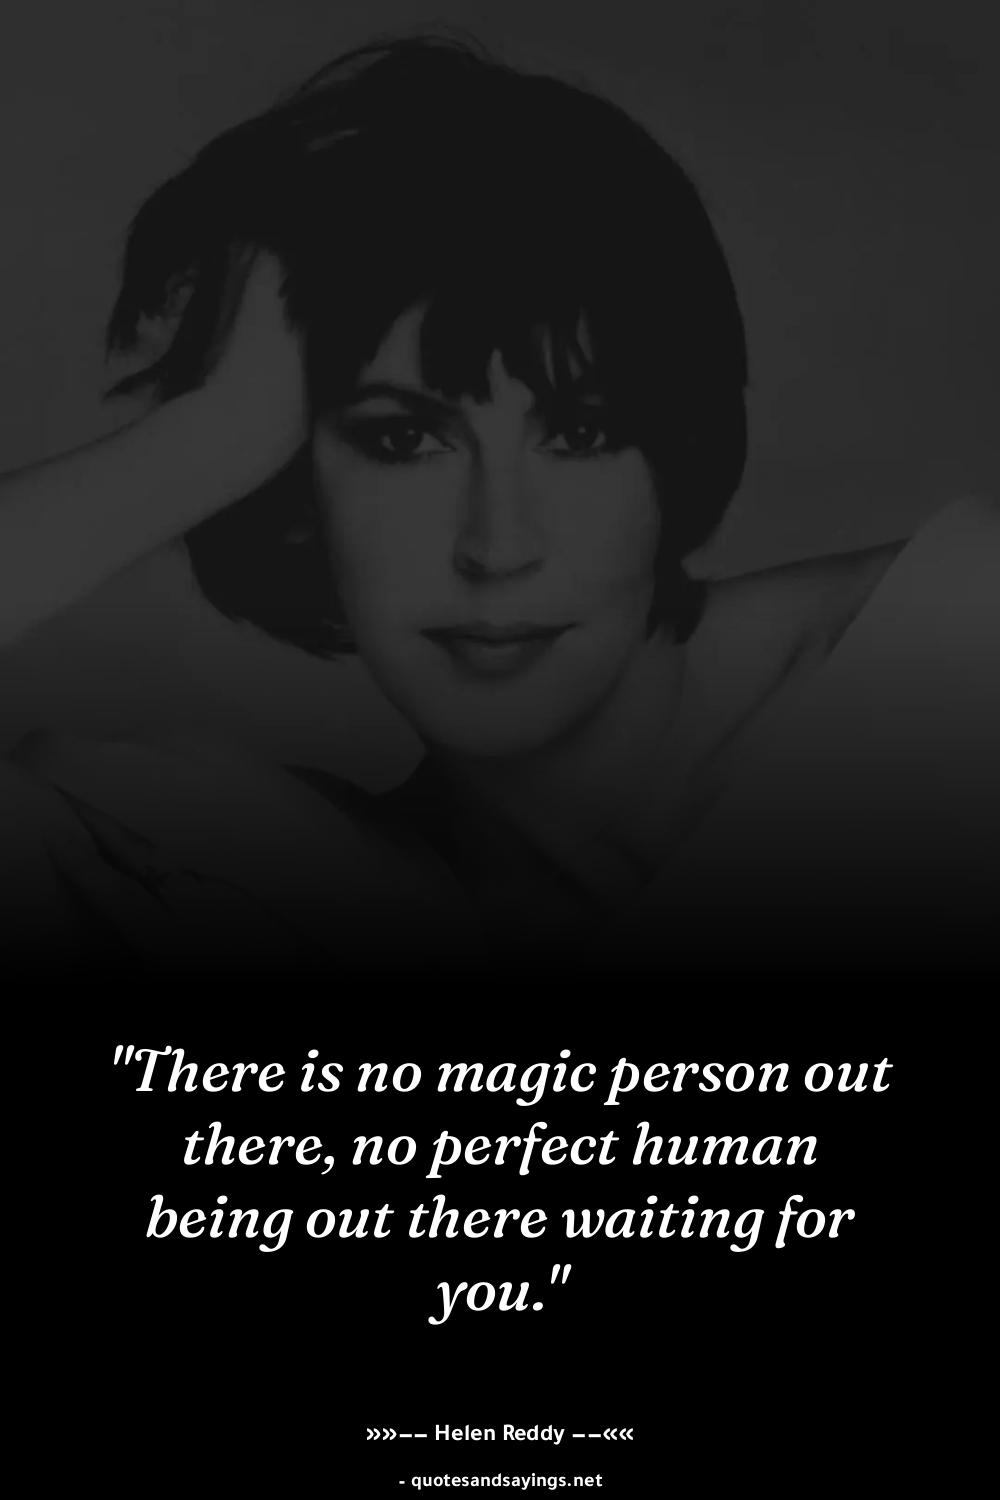 "There is no magic person out
there, no perfect human
being out there waiting for
you."
»»–– Helen Reddy ––««
- quotesandsayings.net